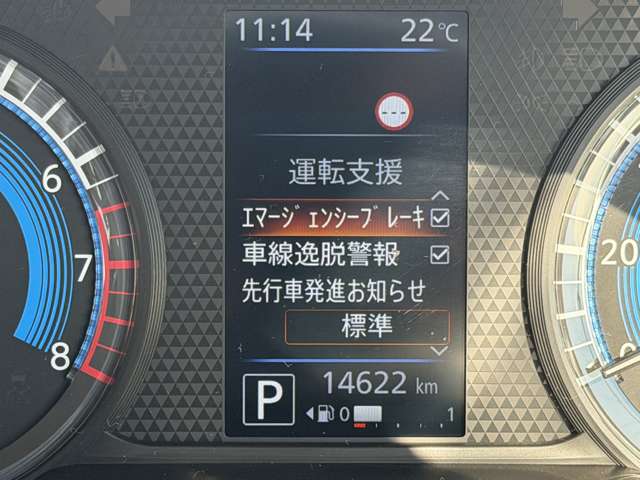 11:14 22℃
---
運転支援
ｴﾏｰｼﾞｪﾝｼｰﾌﾞﾚｰｷ
車線逸脱警報
先行車発進お知らせ
標準
P 14622 km
0 1
6
7
8
20